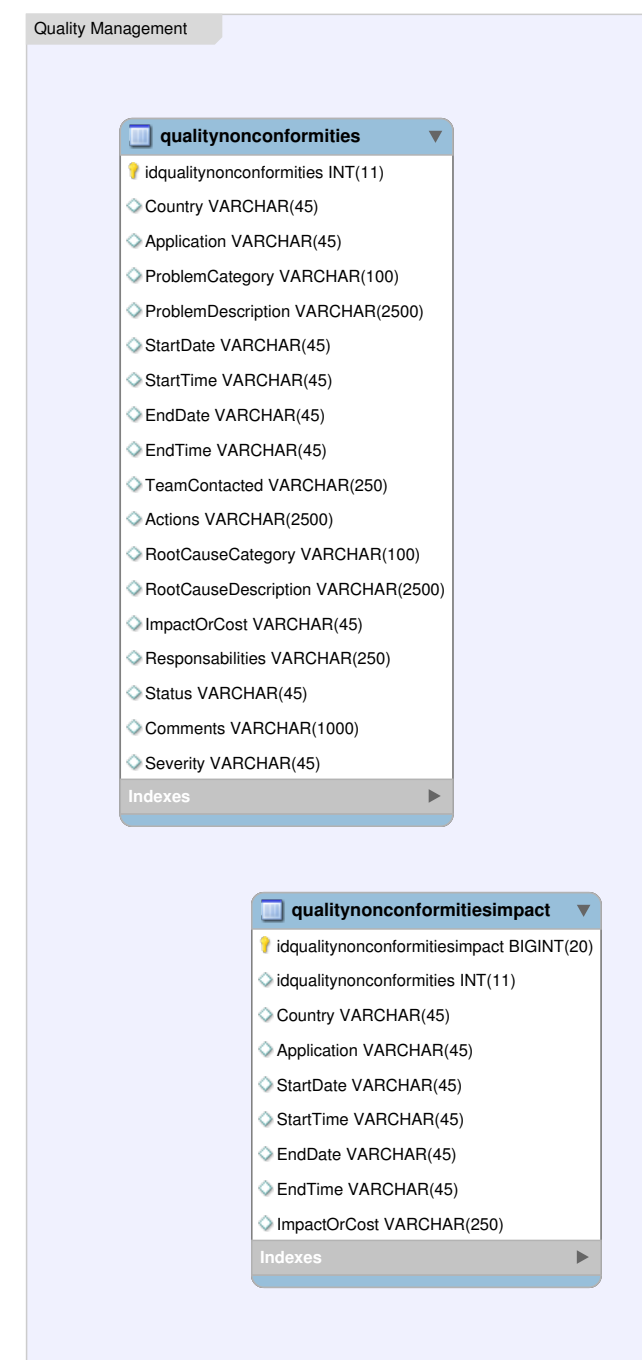 Quality Management
qualitynonconformities
idqualitynonconformities INT(11)
Country VARCHAR(45)
Application VARCHAR(45)
ProblemCategory VARCHAR(100)
ProblemDescription VARCHAR(2500)
StartDate VARCHAR(45)
StartTime VARCHAR(45)
EndDate VARCHAR(45)
EndTime VARCHAR(45)
TeamContacted VARCHAR(250)
Actions VARCHAR(2500)
RootCauseCategory VARCHAR(100)
RootCauseDescription VARCHAR(2500)
ImpactOrCost VARCHAR(45)
Responsabilities VARCHAR(250)
Status VARCHAR(45)
Comments VARCHAR(1000)
Severity VARCHAR(45)
Indexes
qualitynonconformitiesimpact
idqualitynonconformitiesimpact BIGINT(20)
idqualitynonconformities INT(11)
Country VARCHAR(45)
Application VARCHAR(45)
StartDate VARCHAR(45)
StartTime VARCHAR(45)
EndDate VARCHAR(45)
EndTime VARCHAR(45)
ImpactOrCost VARCHAR(250)
Indexes